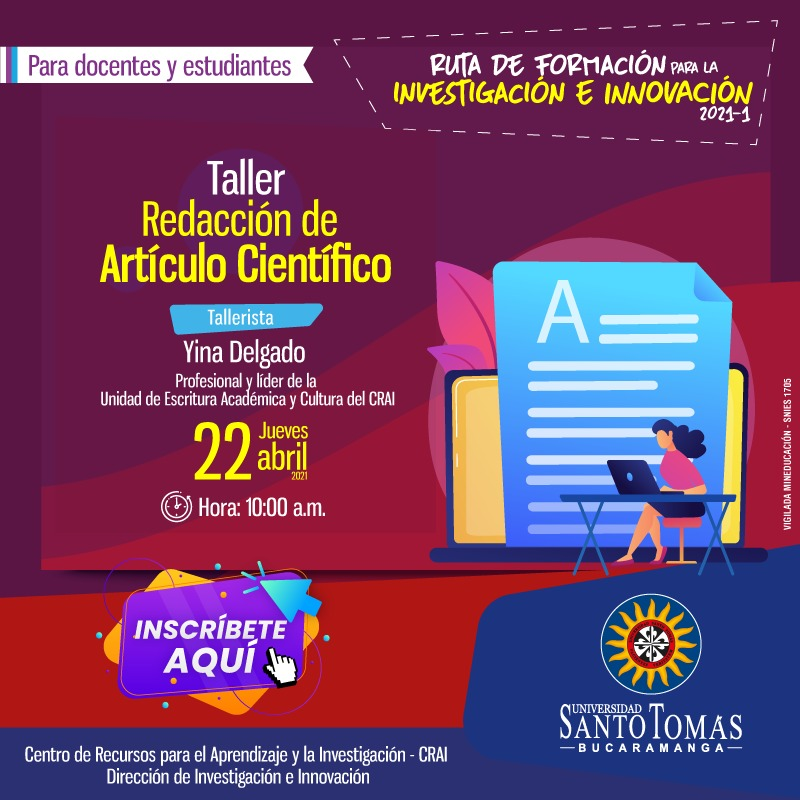 Para docentes y estudiantes
RUTA DE FORMACIÓN PARA LA
INVESTIGACIÓN E INNOVACIÓN
2021-1
Taller
Redacción de
Artículo Científico
Tallerista
Yina Delgado
Profesional y líder de la
Unidad de Escritura Académica y Cultura del CRAI
22 Jueves
abril
2021
Hora: 10:00 a.m.
A
VIGILADA MINEDUCACIÓN - SNIES 1705
INSCRÍBETE
AQUÍ
UNIVERSIDAD
SANTO TOMÁS
BUCARAMANGA
Centro de Recursos para el Aprendizaje y la Investigación - CRAI
Dirección de Investigación e Innovación